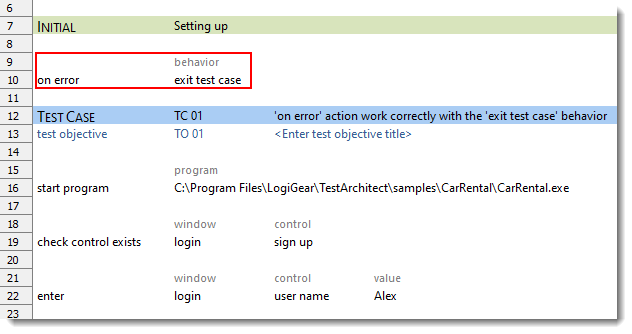 6
7 INITIAL Setting up
8
9 behavior
10 on error exit test case
11
12 TEST CASE TC 01 'on error' action work correctly with the 'exit test case' behavior
13 test objective TO 01 <Enter test objective title>
14
15 program
16 start program C:\Program Files\LogiGear\TestArchitect\samples\CarRental\CarRental.exe
17
18 window control
19 check control exists login sign up
20
21 window control value
22 enter login user name Alex
23